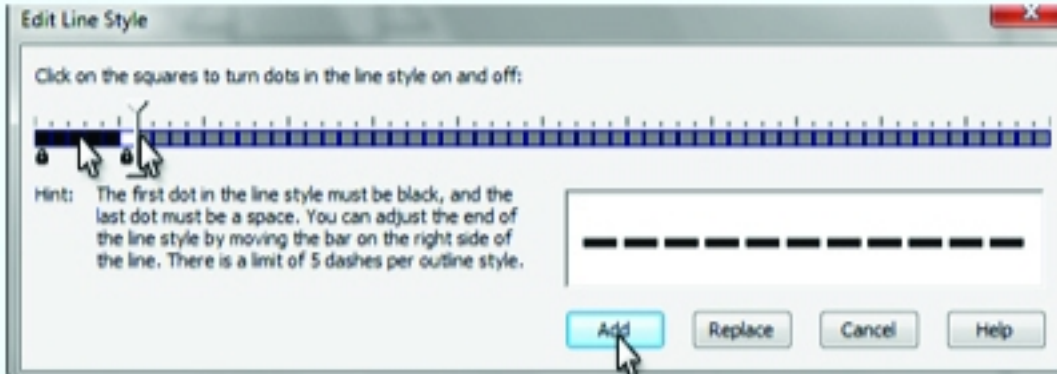 Edit Line Style
X
Click on the squares to turn dots in the line style on and off:
Hint: The first dot in the line style must be black, and the
last dot must be a space. You can adjust the end of
the line style by moving the bar on the right side of
the line. There is a limit of 5 dashes per outline style.
Add Replace Cancel Help